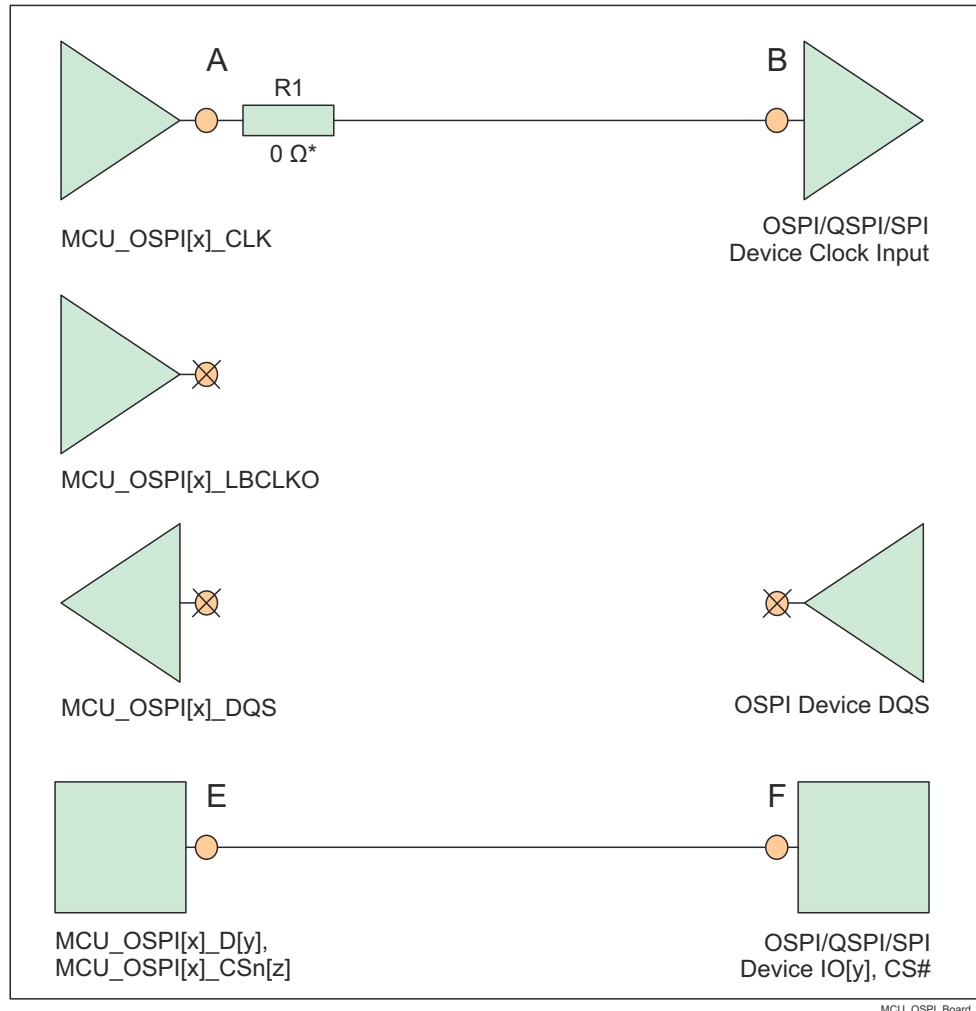 A
B
R1
0 Ω*
MCU_OSPI[x]_CLK
OSPI/QSPI/SPI
Device Clock Input
MCU_OSPI[x]_LBCLKO
MCU_OSPI[x]_DQS
OSPI Device DQS
E
F
MCU_OSPI[x]_D[y],
MCU_OSPI[x]_CSn[z]
OSPI/QSPI/SPI
Device IO[y], CS#
MCU_OSPI_Board